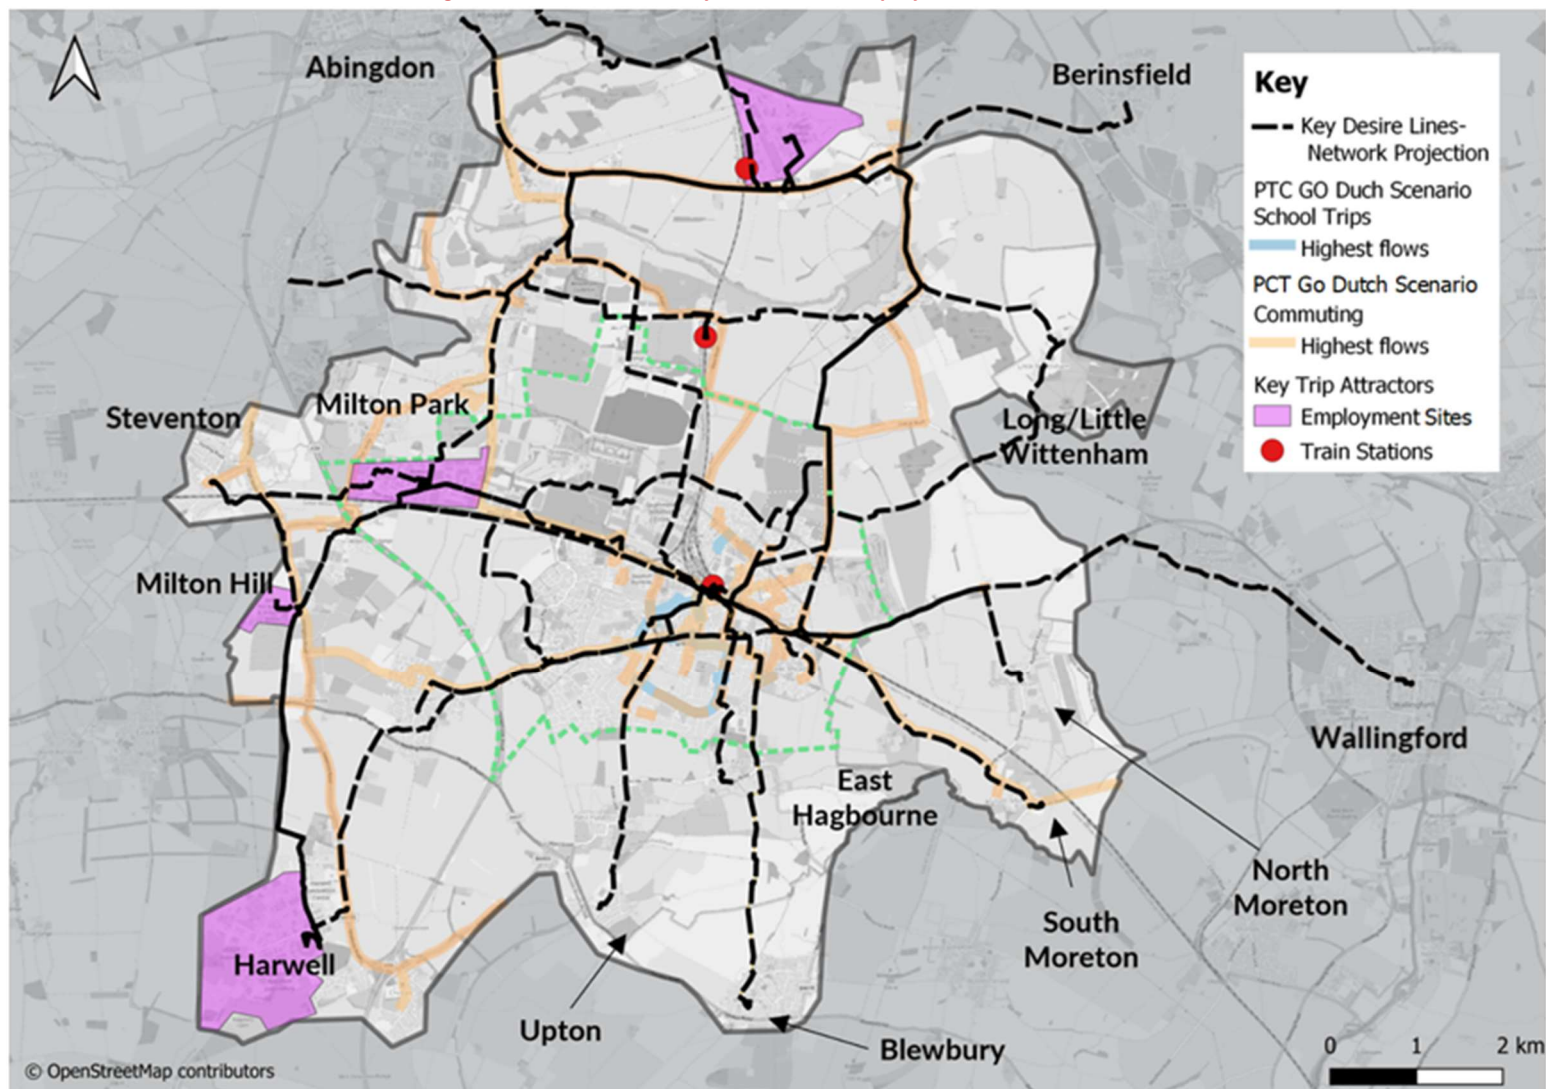 Abingdon
Berinsfield
Key
Key Desire Lines-
Network Projection
PTC GO Duch Scenario
School Trips
Highest flows
PCT Go Dutch Scenario
Commuting
Highest flows
Key Trip Attractors
Employment Sites
Train Stations
Steventon
Milton Park
Long/Little
Wittenham
Milton Hill
Wallingford
East
Hagbourne
North
Moreton
South
Moreton
Harwell
Upton
Blewbury
0 1 2 km
© OpenStreetMap contributors